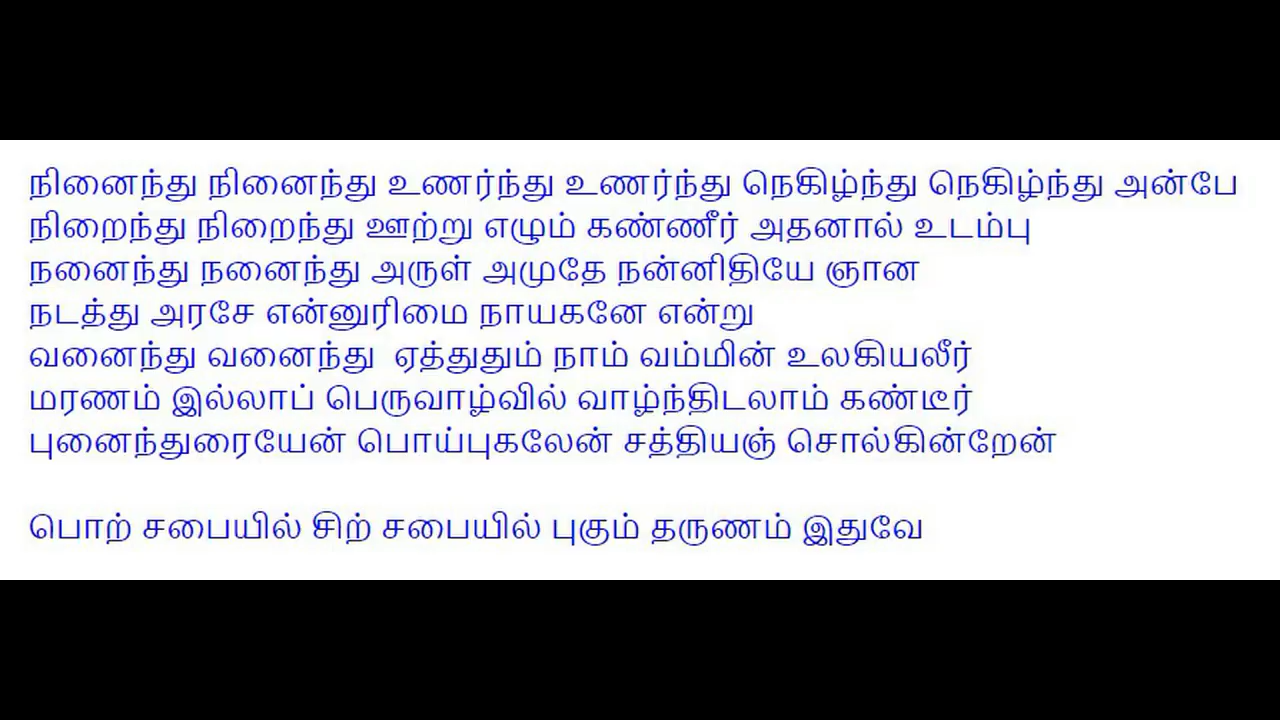 நினைந்து நினைந்து உணர்ந்து உணர்ந்து நெகிழ்ந்து நெகிழ்ந்து அன்பே
நிறைந்து நிறைந்து ஊற்று எழும் கண்ணீர் அதனால் உடம்பு
நனைந்து நனைந்து அருள் அமுதே நன்னிதியே ஞான
நடத்து அரசே என்னுரிமை நாயகனே என்று
வனைந்து வனைந்து ஏத்துதும் நாம் வம்மின் உலகியலீர்
மரணம் இல்லாப் பெருவாழ்வில் வாழ்ந்திடலாம் கண்டீர்
புனைந்துரையேன் பொய்புகலேன் சத்தியஞ் சொல்கின்றேன்
பொற் சபையில் சிற் சபையில் புகும் தருணம் இதுவே